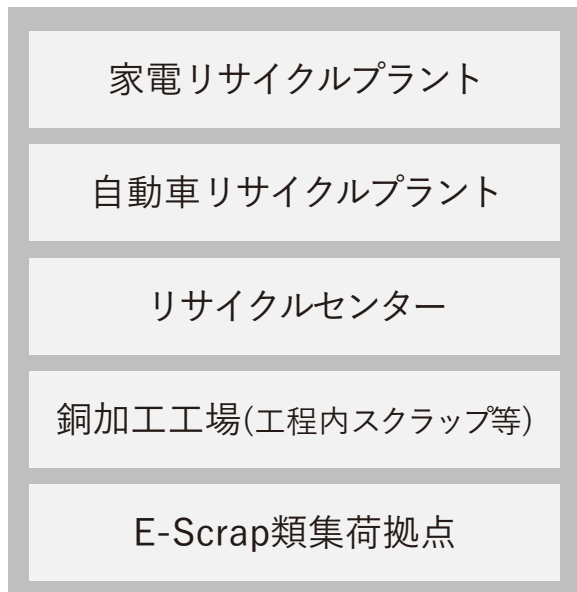 家電リサイクルプラント
自動車リサイクルプラント
リサイクルセンター
銅加工工場(工程内スクラップ等)
E-Scrap類集荷拠点